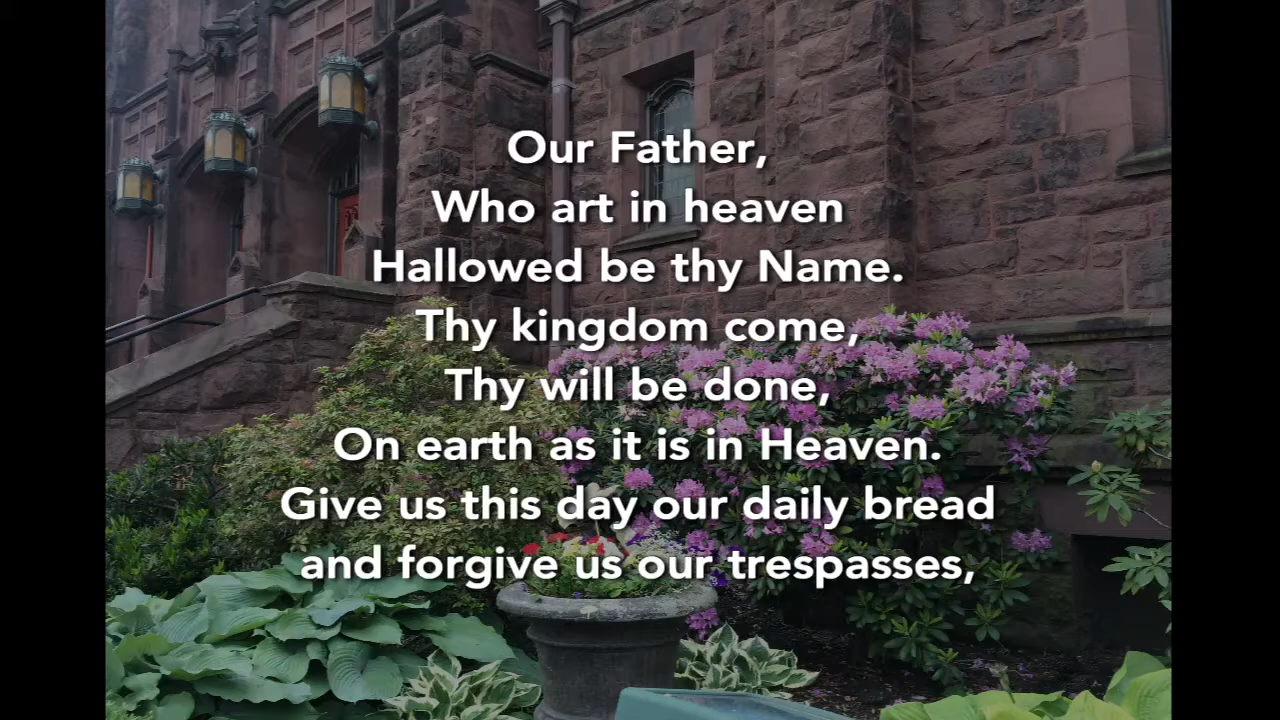 Our Father,
Who art in heaven
Hallowed be thy Name.
Thy kingdom come,
Thy will be done,
On earth as it is in Heaven.
Give us this day our daily bread
and forgive us our trespasses,